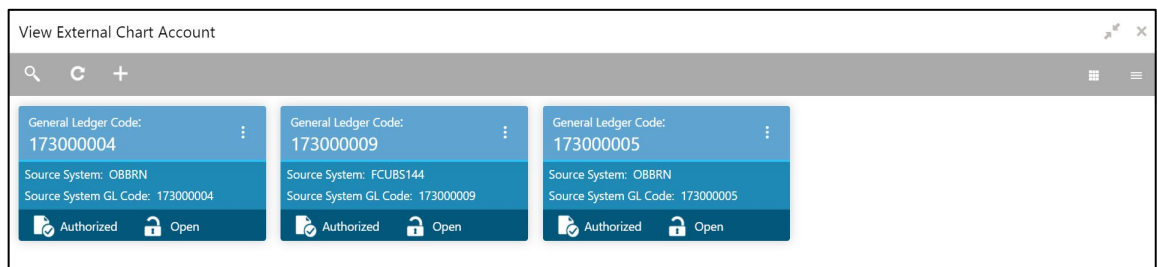 View External Chart Account
General Ledger Code:
173000004
Source System: OBBRN
Source System GL Code: 173000004
Authorized Open
General Ledger Code:
173000009
Source System: FCUBS144
Source System GL Code: 173000009
Authorized Open
General Ledger Code:
173000005
Source System: OBBRN
Source System GL Code: 173000005
Authorized Open